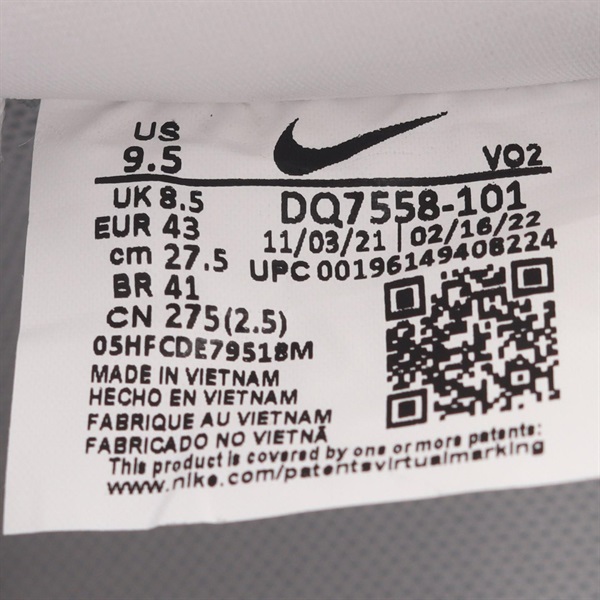 US
9.5
VO2
UK 8.5
DQ7558-101
EUR 43
11/03/21 | 02/16/22
cm 27.5
UPC 00196149408224
BR 41
CN 275(2.5)
05HFCDE79518M
MADE IN VIETNAM
HECHO EN VIETNAM
FABRIQUE AU VIETNAM
FABRICADO NO VIETNÃ
This product is covered by one or more patents:
www.nike.com/patentsvirtualmarking